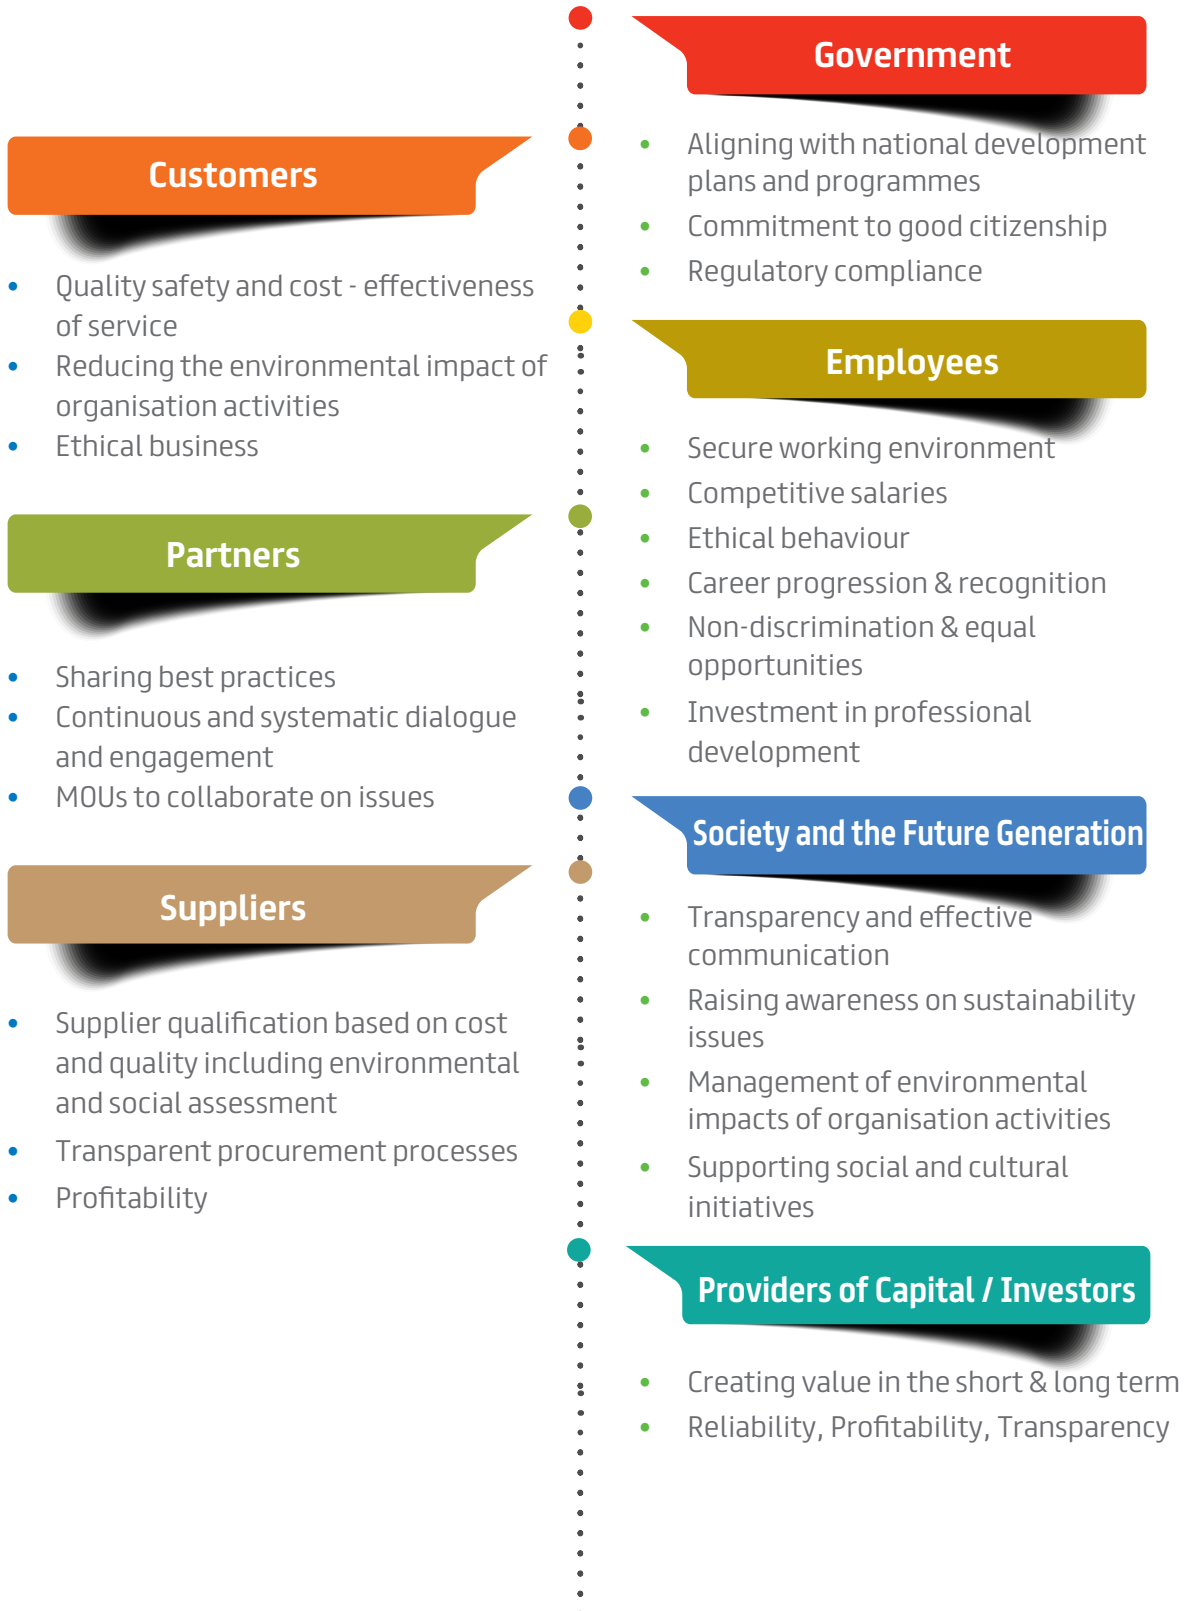 Government
• Aligning with national development
plans and programmes
• Commitment to good citizenship
• Regulatory compliance
Customers
• Quality safety and cost - effectiveness
of service
• Reducing the environmental impact of
organisation activities
• Ethical business
Employees
• Secure working environment
• Competitive salaries
• Ethical behaviour
• Career progression & recognition
• Non-discrimination & equal
opportunities
• Investment in professional
development
Partners
• Sharing best practices
• Continuous and systematic dialogue
and engagement
• MOUs to collaborate on issues
Society and the Future Generation
• Transparency and effective
communication
• Raising awareness on sustainability
issues
• Management of environmental
impacts of organisation activities
• Supporting social and cultural
initiatives
Suppliers
• Supplier qualification based on cost
and quality including environmental
and social assessment
• Transparent procurement processes
• Profitability
Providers of Capital / Investors
• Creating value in the short & long term
• Reliability, Profitability, Transparency